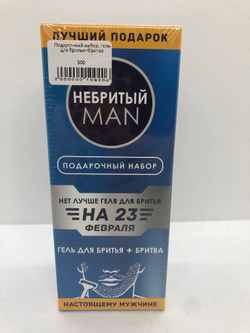 ЛУЧШИЙ ПОДАРОК
Подарочный набор, гель
для бритья+бритва
500
НЕБРИТЫЙ
MAN
ПОДАРОЧНЫЙ НАБОР
НЕТ ЛУЧШЕ ГЕЛЯ ДЛЯ БРИТЬЯ
НА 23
ФЕВРАЛЯ
ГЕЛЬ ДЛЯ БРИТЬЯ + БРИТВА
НАСТОЯЩЕМУ МУЖЧИНЕ